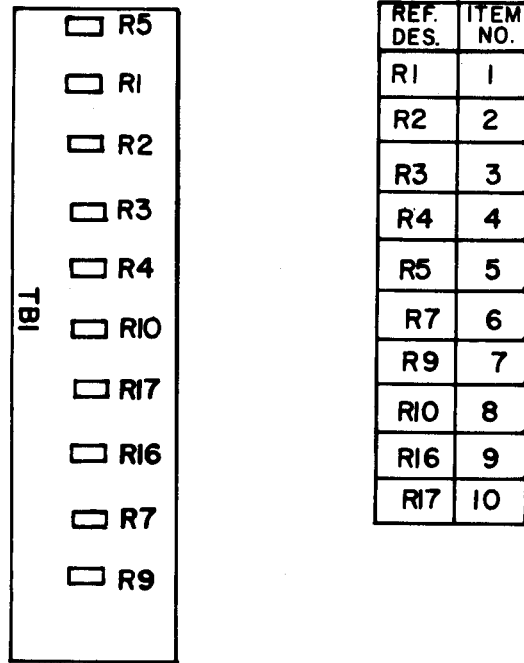 R5
R1
R2
R3
R4
R10
R17
R16
R7
R9
TB1
REF. DES. ITEM NO.
R1 1
R2 2
R3 3
R4 4
R5 5
R7 6
R9 7
R10 8
R16 9
R17 10